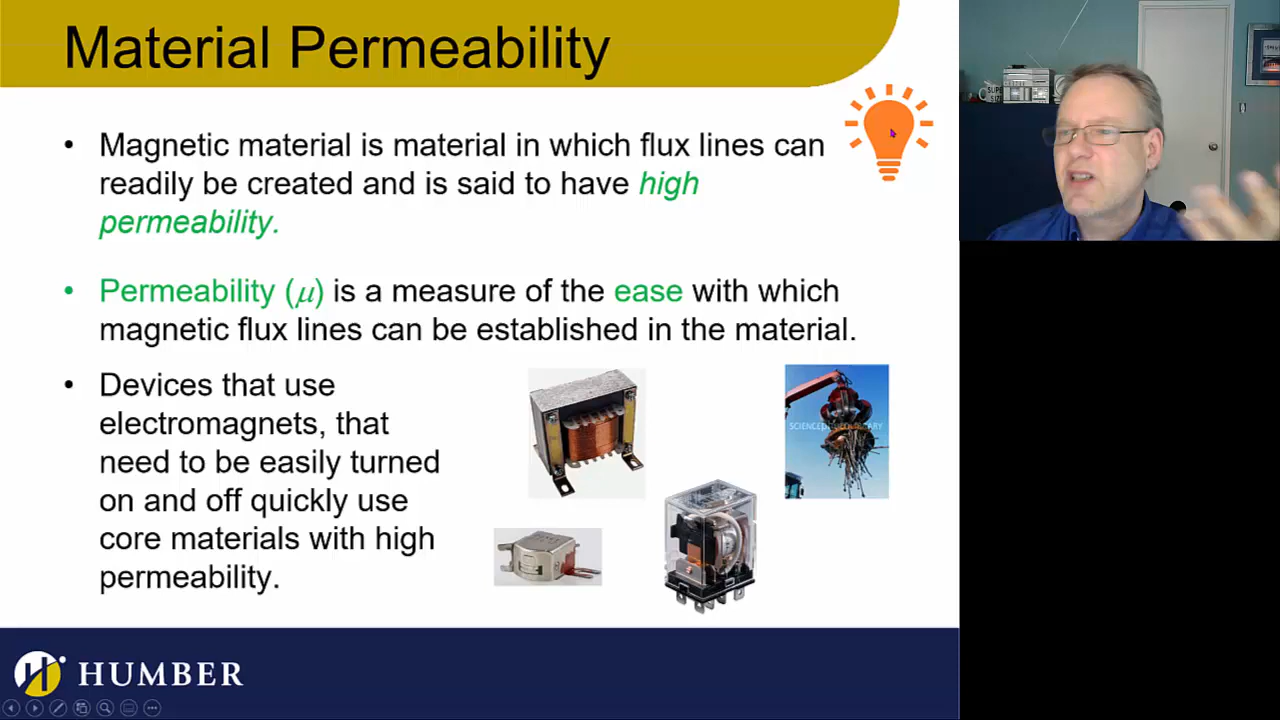 Material Permeability
• Magnetic material is material in which flux lines can
readily be created and is said to have high
permeability.
• Permeability (μ) is a measure of the ease with which
magnetic flux lines can be established in the material.
• Devices that use
electromagnets, that
need to be easily turned
on and off quickly use
core materials with high
permeability.
HUMBER